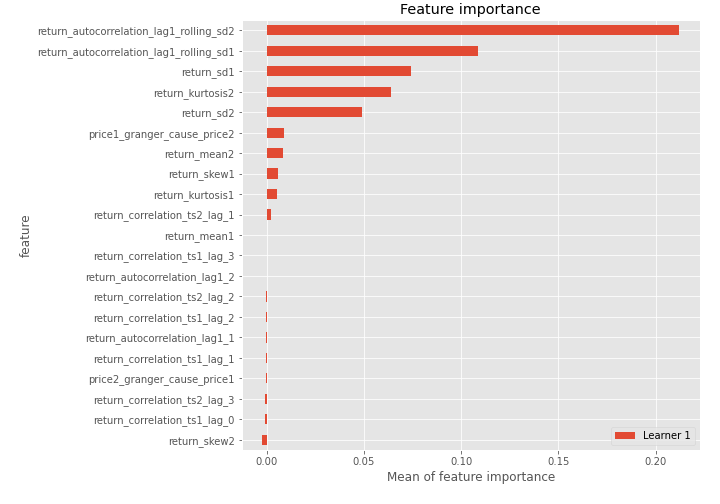 Feature importance
return_autocorrelation_lag1_rolling_sd2
return_autocorrelation_lag1_rolling_sd1
return_sd1
return_kurtosis2
return_sd2
price1_granger_cause_price2
return_mean2
return_skew1
return_kurtosis1
return_correlation_ts2_lag_1
return_mean1
return_correlation_ts1_lag_3
return_autocorrelation_lag1_2
return_correlation_ts2_lag_2
return_correlation_ts1_lag_2
return_autocorrelation_lag1_1
return_correlation_ts1_lag_1
price2_granger_cause_price1
return_correlation_ts2_lag_3
return_correlation_ts1_lag_0
return_skew2
feature
Learner 1
0.00 0.05 0.10 0.15 0.20
Mean of feature importance